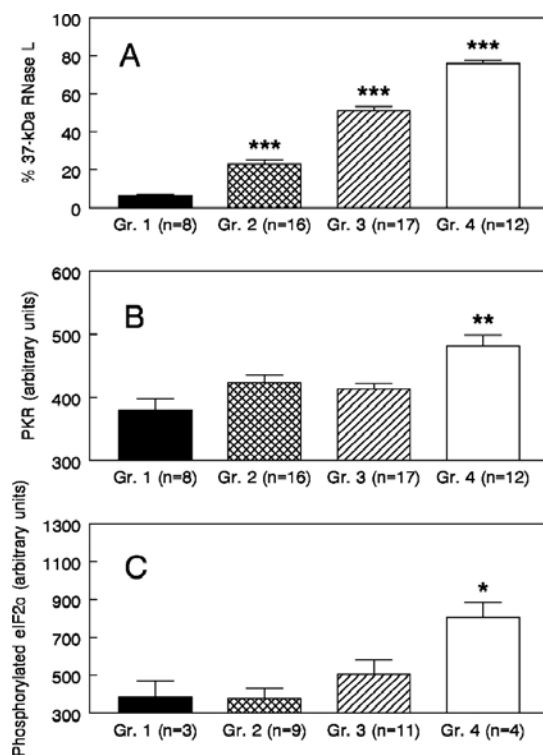 % 37-kDa RNase L
100
80
60
40
20
0
A
***
***
***
Gr. 1 (n=8)
Gr. 2 (n=16)
Gr. 3 (n=17)
Gr. 4 (n=12)
PKR (arbitrary units)
600
500
400
300
B
**
Gr. 1 (n=8)
Gr. 2 (n=16)
Gr. 3 (n=17)
Gr. 4 (n=12)
Phosphorylated eIF2α (arbitrary units)
1300
1100
900
700
500
300
C
*
Gr. 1 (n=3)
Gr. 2 (n=9)
Gr. 3 (n=11)
Gr. 4 (n=4)